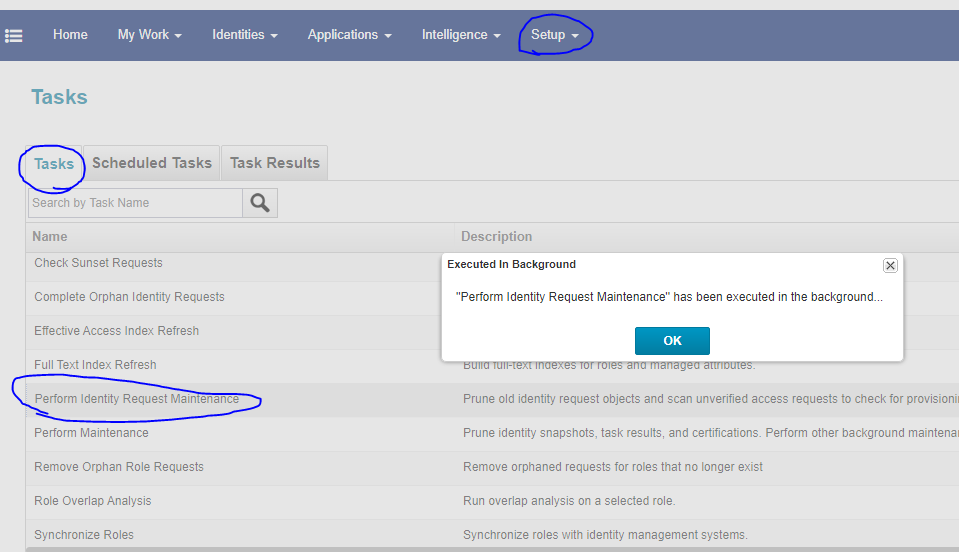 Home My Work Identities Applications Intelligence Setup
Tasks
Tasks Scheduled Tasks Task Results
Search by Task Name
Name Description
Check Sunset Requests
Executed In Background
Complete Orphan Identity Requests
"Perform Identity Request Maintenance" has been executed in the background...
Effective Access Index Refresh
OK
Full Text Index Refresh Build full-text indexes for roles and managed attributes.
Perform Identity Request Maintenance Prune old identity request objects and scan unverified access requests to check for provisioni
Perform Maintenance Prune identity snapshots, task results, and certifications. Perform other background maintena
Remove Orphan Role Requests Remove orphaned requests for roles that no longer exist
Role Overlap Analysis Run overlap analysis on a selected role.
Synchronize Roles Synchronize roles with identity management systems.